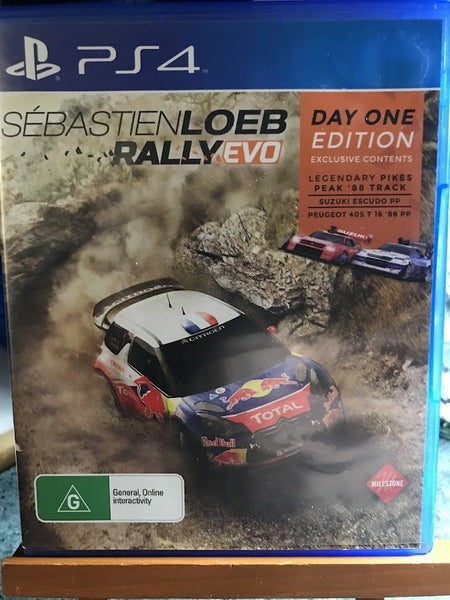 PS4
SÉBASTIENLOEB
RALLYEVO
DAY ONE
EDITION
EXCLUSIVE CONTENTS
LEGENDARY PIKES
PEAK '88 TRACK
SUZUKI ESCUDO PP
PEUGEOT 405 T 16 '88 PP
SUZUKI
CITROËN
Red Bull
TOTAL
Red Bull
G
General, Online
interactivity
MILESTONE